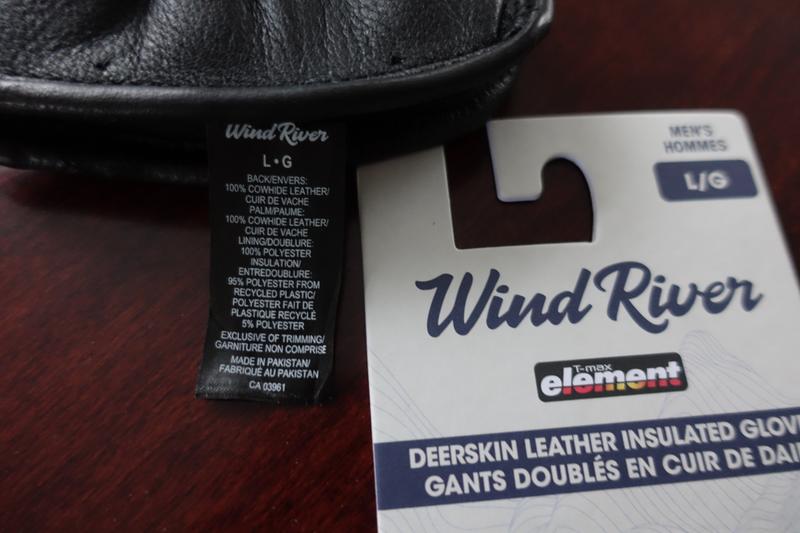 Wind River
L•G
BACK/ENVERS:
100% COWHIDE LEATHER/
CUIR DE VACHE
PALM/PAUME:
100% COWHIDE LEATHER/
CUIR DE VACHE
LINING/DOUBLURE:
100% POLYESTER
INSULATION/
ENTREDOUBLURE:
95% POLYESTER FROM
RECYCLED PLASTIC/
POLYESTER FAIT DE
PLASTIQUE RECYCLÉ
5% POLYESTER
EXCLUSIVE OF TRIMMING/
GARNITURE NON COMPRISE
MADE IN PAKISTAN/
FABRIQUÉ AU PAKISTAN
CA 03961
MEN'S
HOMMES
L/G
Wind River
T-max
element
DEERSKIN LEATHER INSULATED GLOV
GANTS DOUBLÉS EN CUIR DE DAI